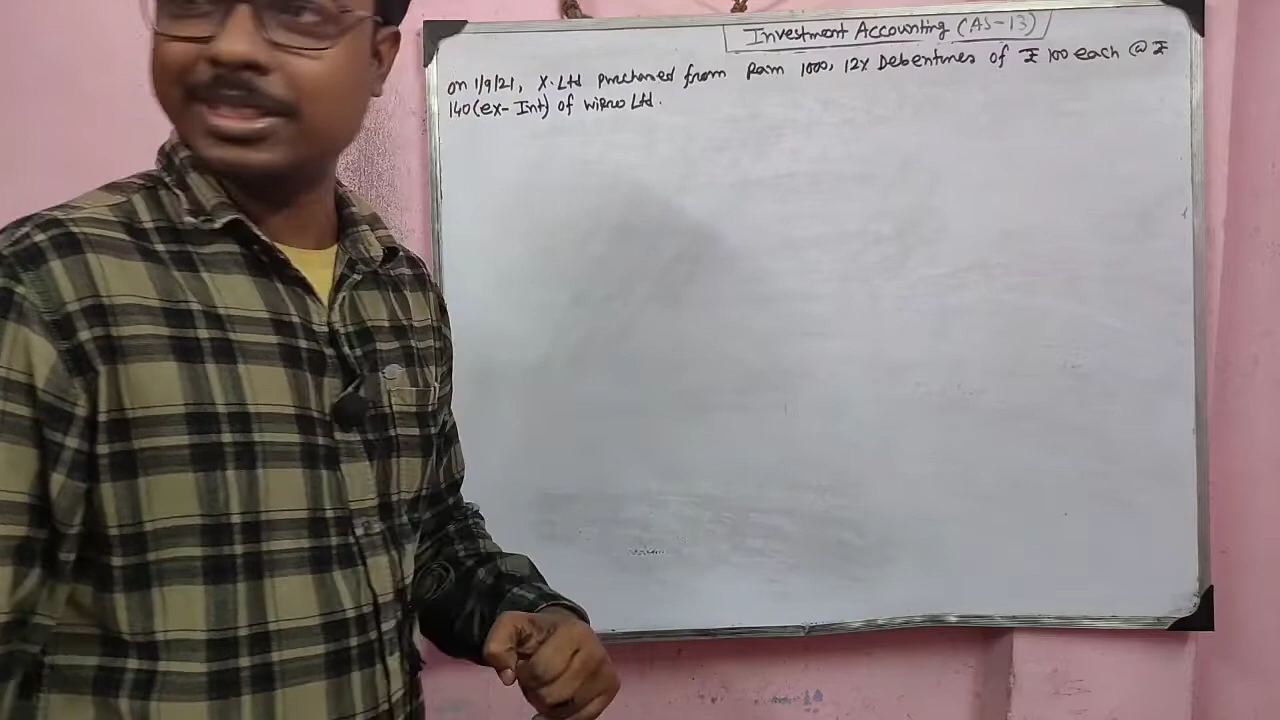 Investment Accounting (AS-13)
on 1/9/21, X. Ltd Purchased from Ram 1000, 12% Debentures of ₹ 100 each @ ₹
140 (ex-Int) of Wipro Ltd.